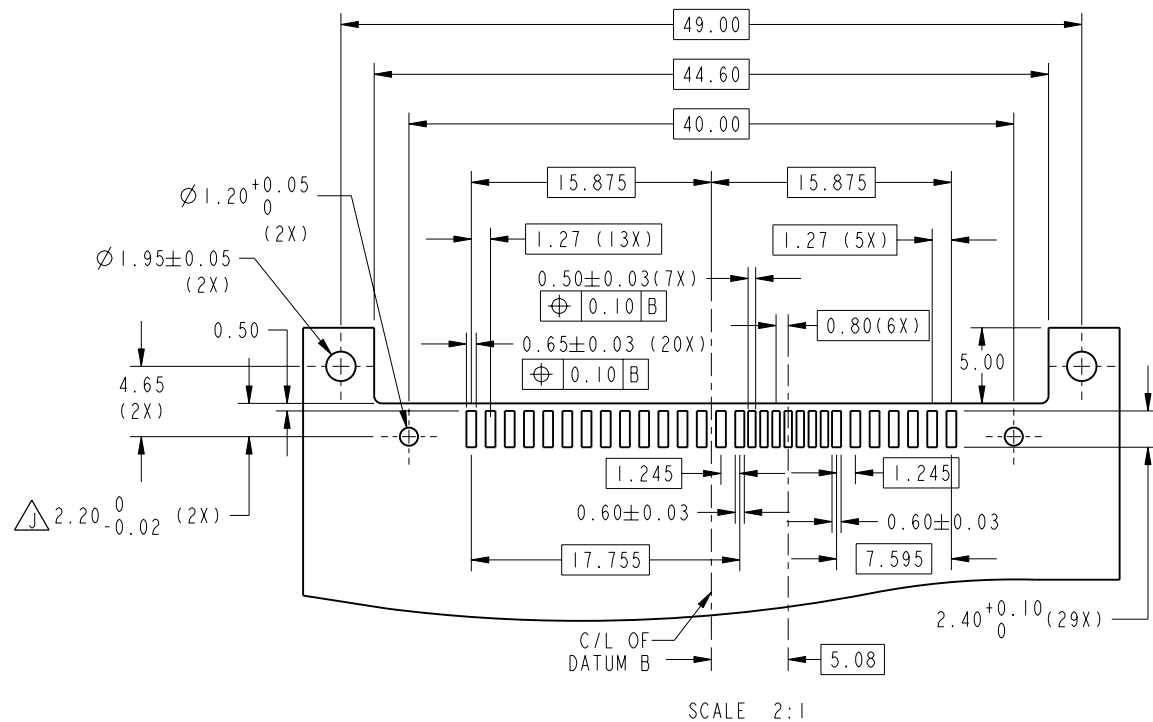 49.00
44.60
40.00
15.875
15.875
Ø1.20 +0.05
0
(2X)
1.27 (13X)
1.27 (5X)
Ø1.95±0.05
(2X)
0.50±0.03(7X)
⌖ 0.10 B
0.50
0.80(6X)
0.65±0.03 (20X)
⌖ 0.10 B
5.00
4.65
(2X)
1.245
1.245
J 2.20 0 (2X)
-0.02
0.60±0.03
0.60±0.03
17.755
7.595
2.40 +0.10 (29X)
0
C/L OF
DATUM B
5.08
SCALE 2:1